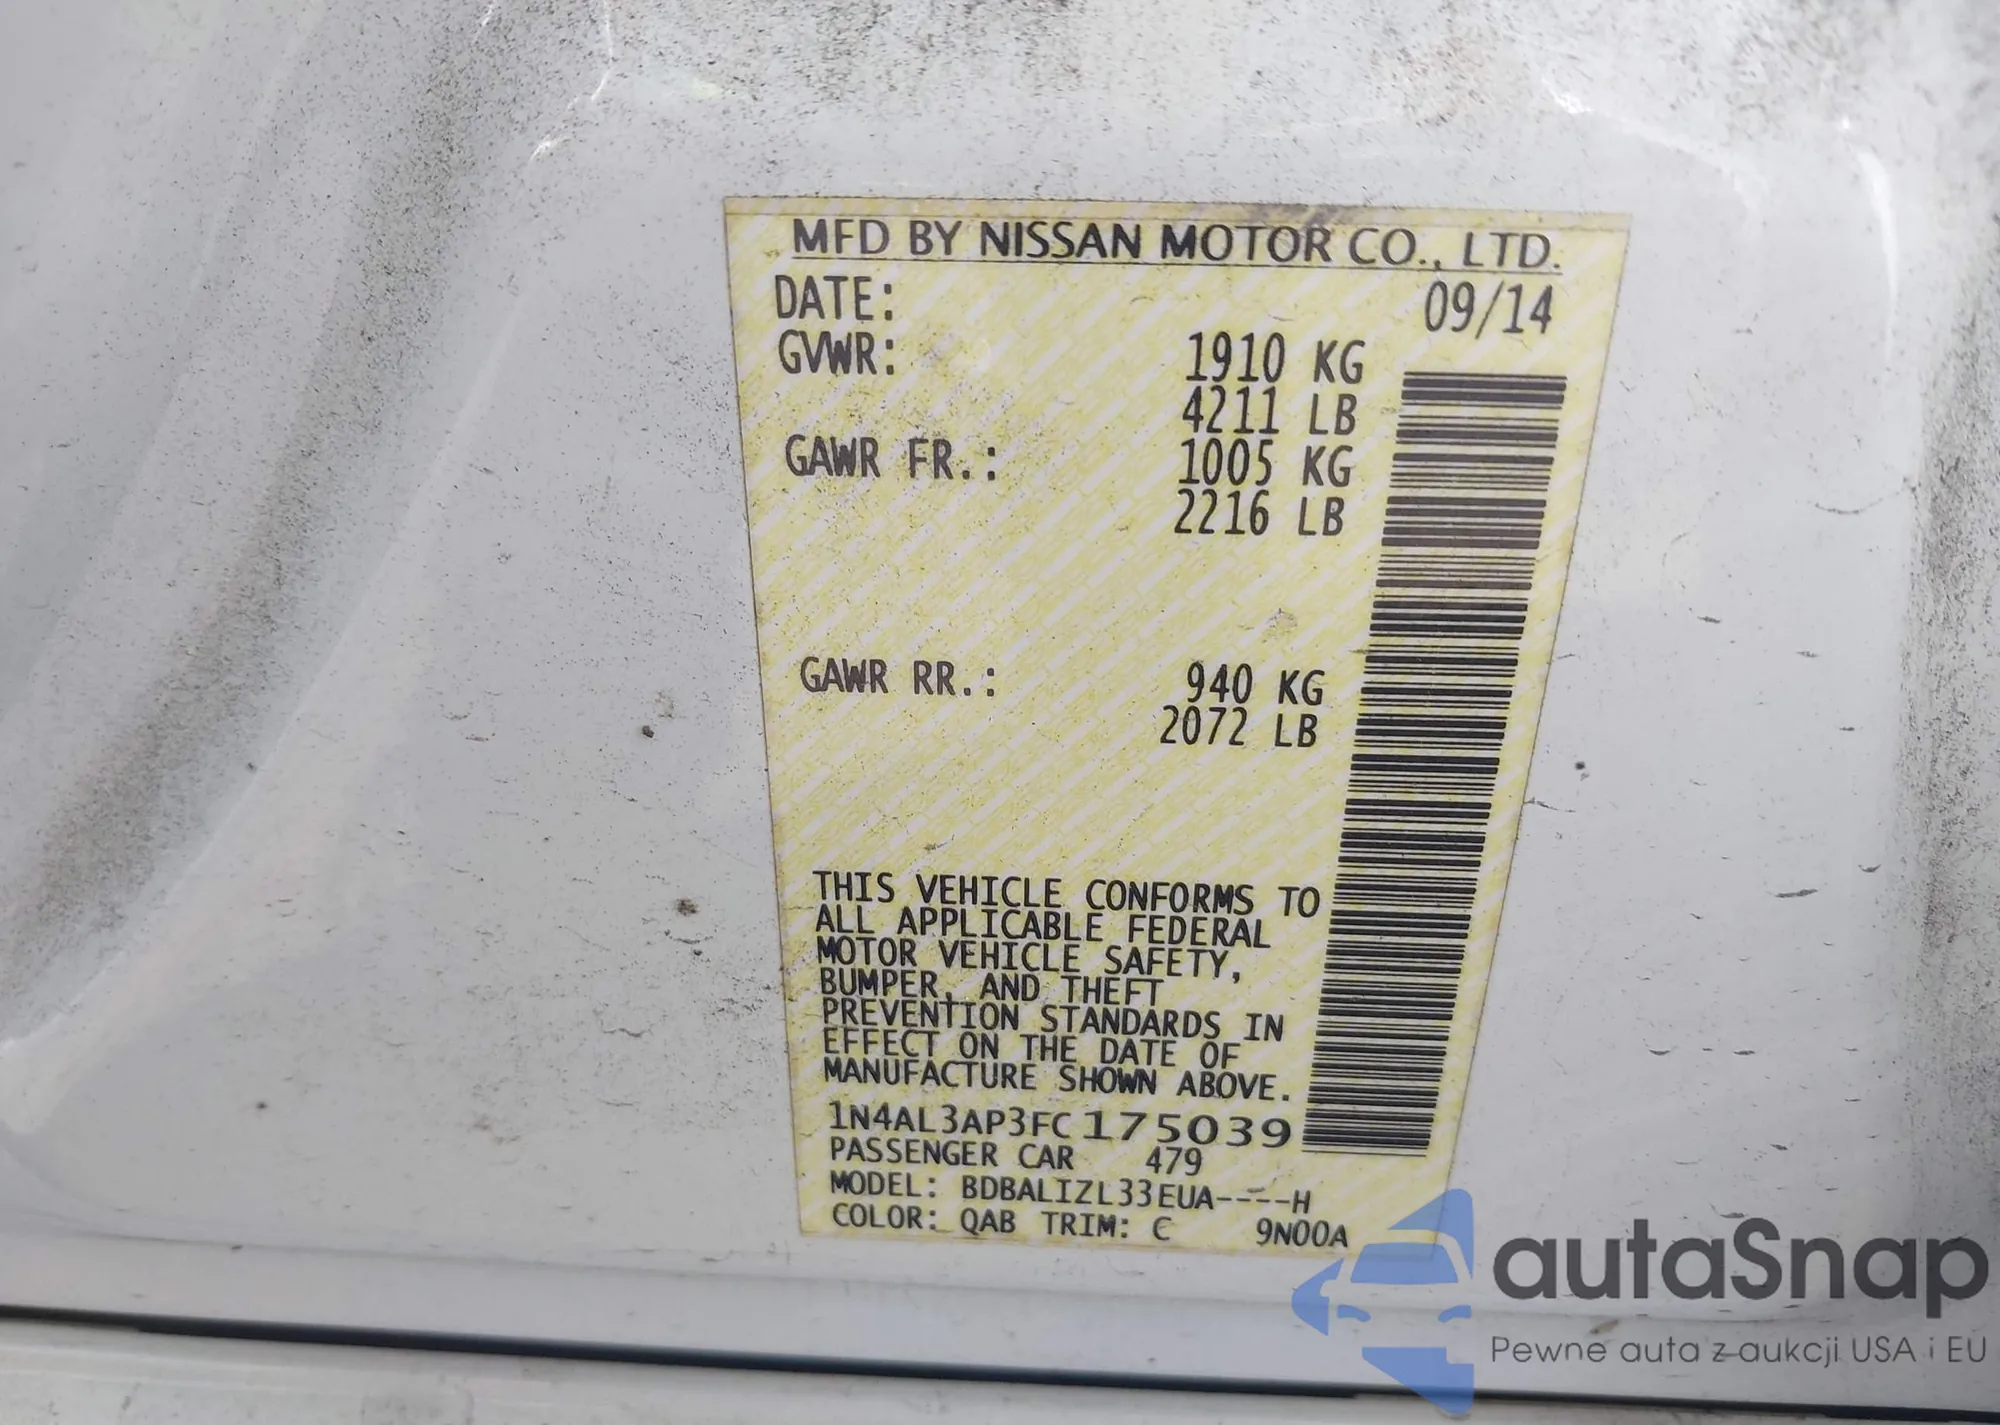 MFD BY NISSAN MOTOR CO., LTD.
DATE: 09/14
GVWR: 1910 KG
4211 LB
GAWR FR.: 1005 KG
2216 LB
GAWR RR.: 940 KG
2072 LB
THIS VEHICLE CONFORMS TO
ALL APPLICABLE FEDERAL
MOTOR VEHICLE SAFETY,
BUMPER, AND THEFT
PREVENTION STANDARDS IN
EFFECT ON THE DATE OF
MANUFACTURE SHOWN ABOVE.
1N4AL3AP3FC175039
PASSENGER CAR 479
MODEL: BDBALIZL33EUA----H
COLOR: QAB TRIM: C 9N00A
autaSnap
Pewne auta z aukcji USA i EU